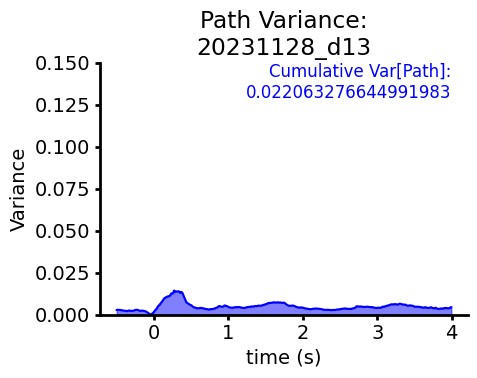 Path Variance:
20231128_d13
Cumulative Var[Path]:
0.022063276644991983
0.150
0.125
0.100
0.075
0.050
0.025
0.000
Variance
0 1 2 3 4
time (s)